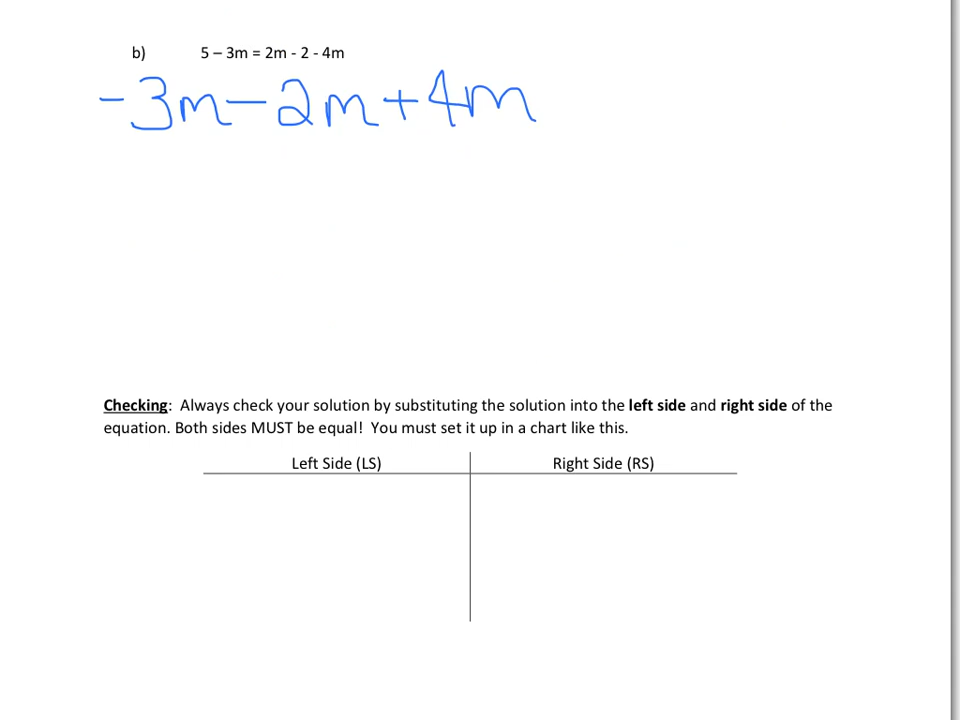 b) 5 – 3m = 2m - 2 - 4m
-3m-2m+4m
Checking: Always check your solution by substituting the solution into the left side and right side of the
equation. Both sides MUST be equal! You must set it up in a chart like this.
Left Side (LS) Right Side (RS)